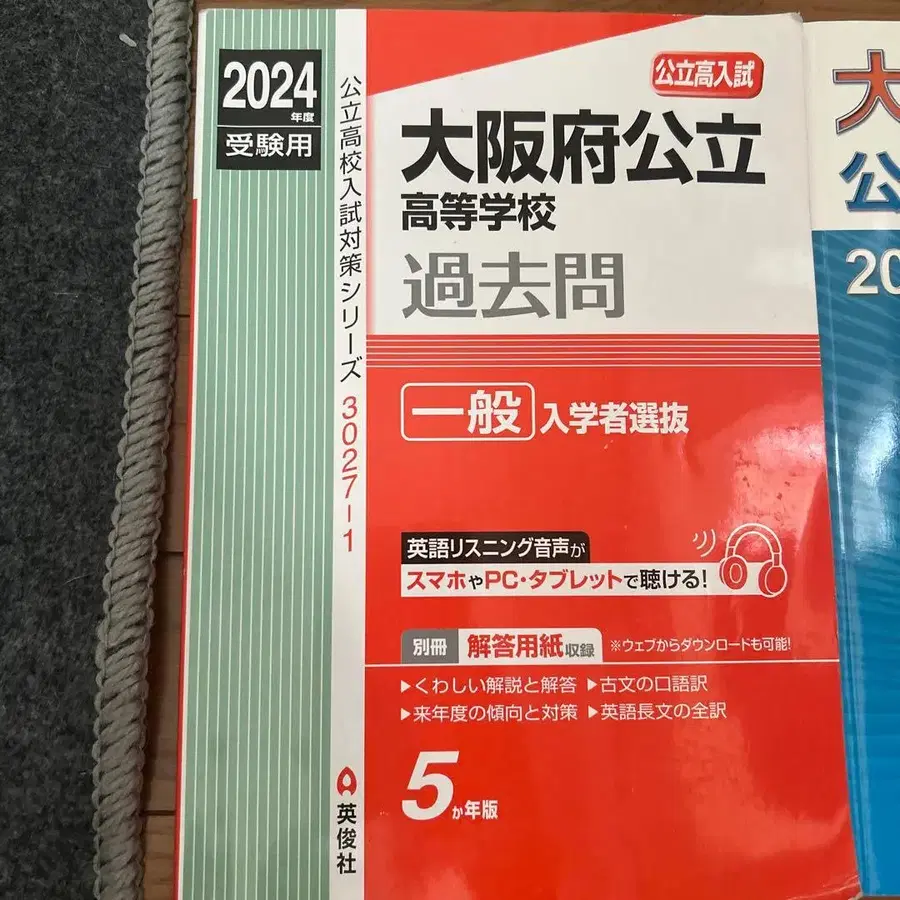 2024
年度
受験用
公立高校入試対策シリーズ 3027-1
公立高入試
大阪府公立
高等学校
過去問
一般 入学者選抜
英語リスニング音声が
スマホやPC・タブレットで聴ける!
別冊 解答用紙収録 ※ウェブからダウンロードも可能!
▶くわしい解説と解答 ▶古文の口語訳
▶来年度の傾向と対策 ▶英語長文の全訳
5か年版
英俊社
大
公
20